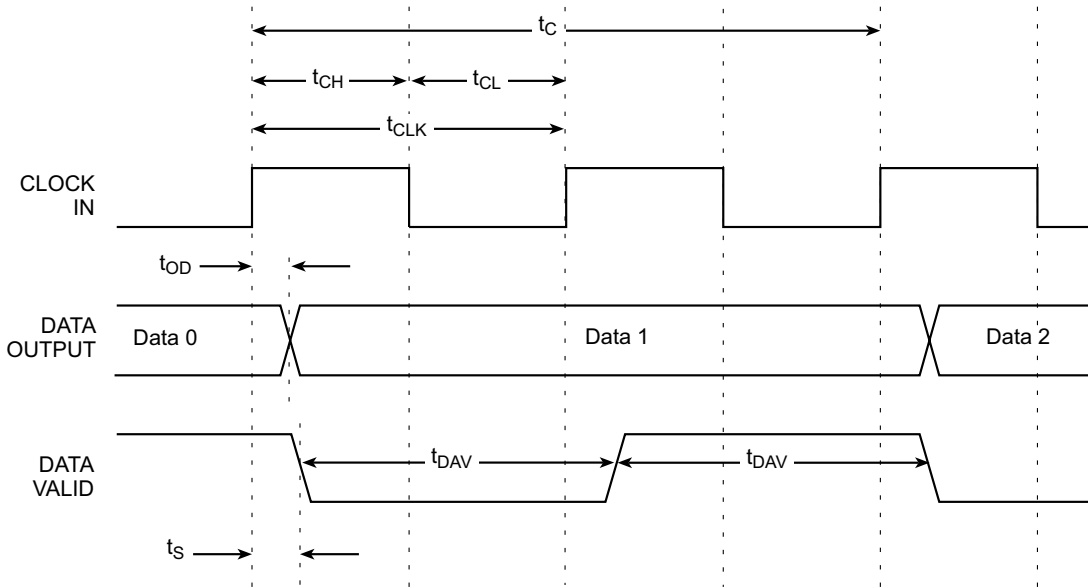 tC
tCH
tCL
tCLK
CLOCK
IN
tOD
DATA
OUTPUT
Data 0
Data 1
Data 2
DATA
VALID
tDAV
tDAV
tS